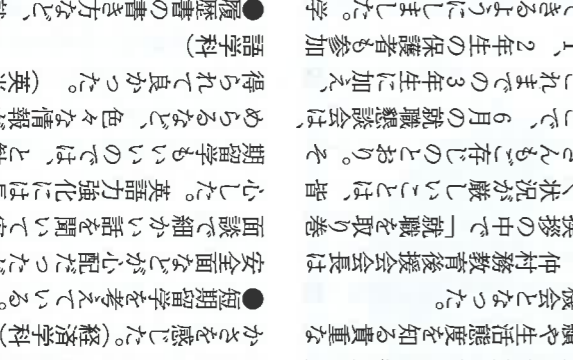 かさを感じた。（経済学科）
●短期留学を考えている。
安全面などが心配だった
面談で細かい話を聞いて安
心した。英語力強化には
期留学もいいのでは、と
められるなど、色々な情報
得られて良かった。（英
語学科）
●履歴書の書き方など、
や生活態度を知る貴重な
機会となった。
仲村務教育後援会会長は
挨拶の中で「就職を取り巻
く状況が厳しいことは、皆
さんもご存じのとおり。そ
こで、6月の就職懇談会は、
これまでの3年生に加え、
1、2年生の保護者も参加
できるようにしました。学